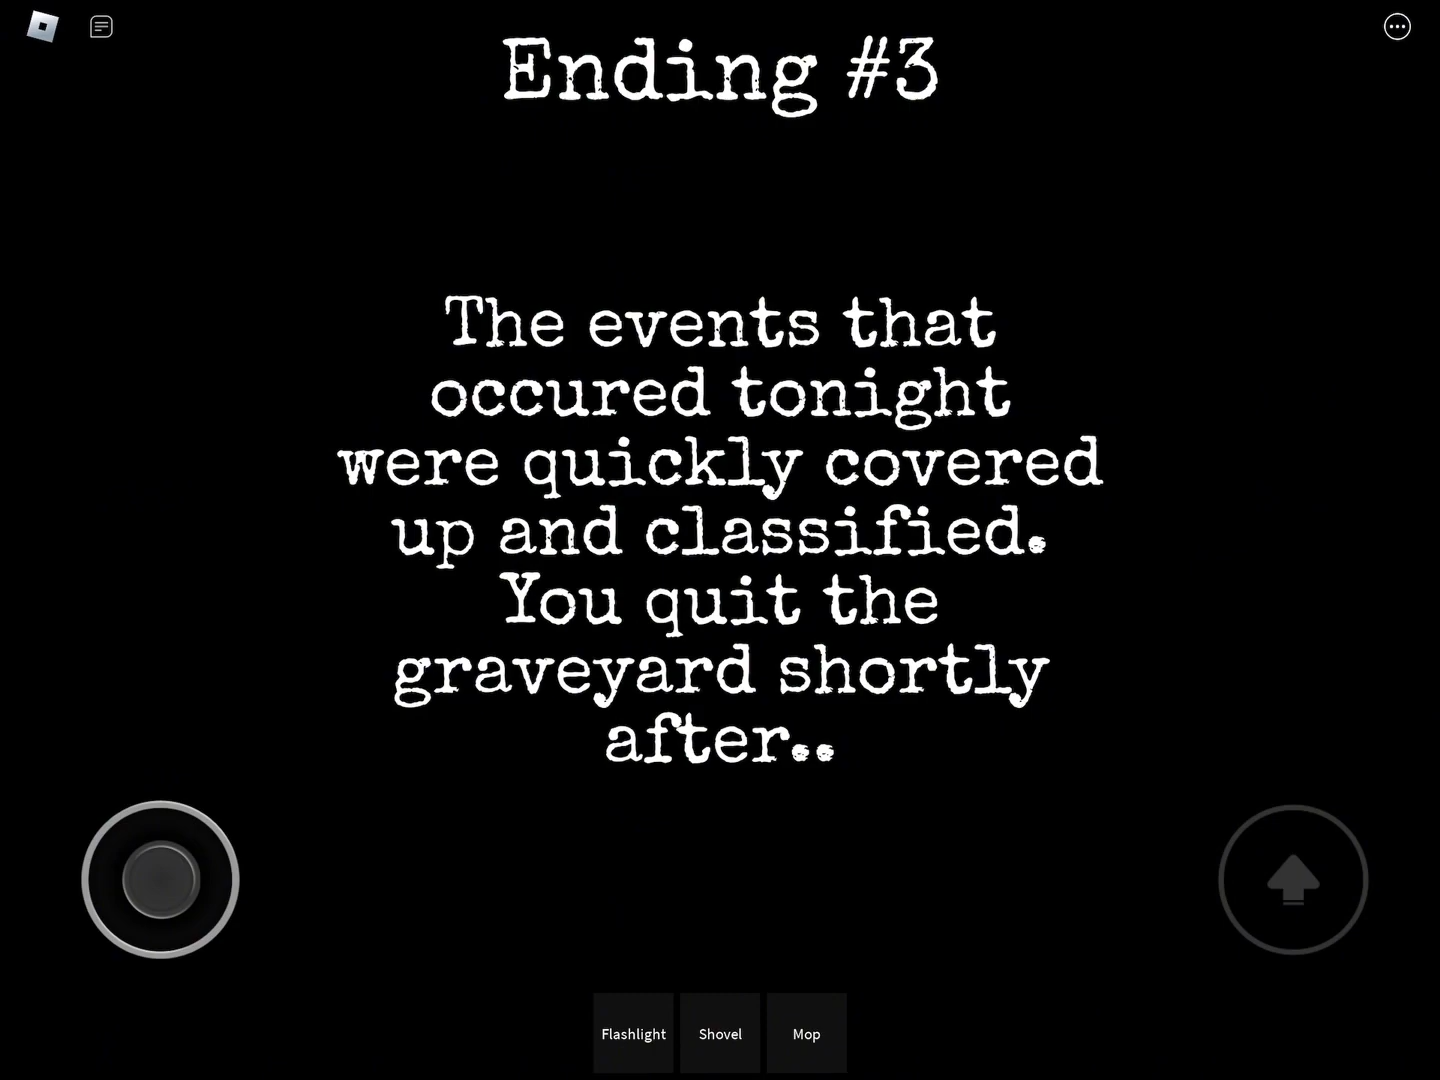 Ending #3
The events that
occured tonight
were quickly covered
up and classified.
You quit the
graveyard shortly
after..
Flashlight Shovel Mop